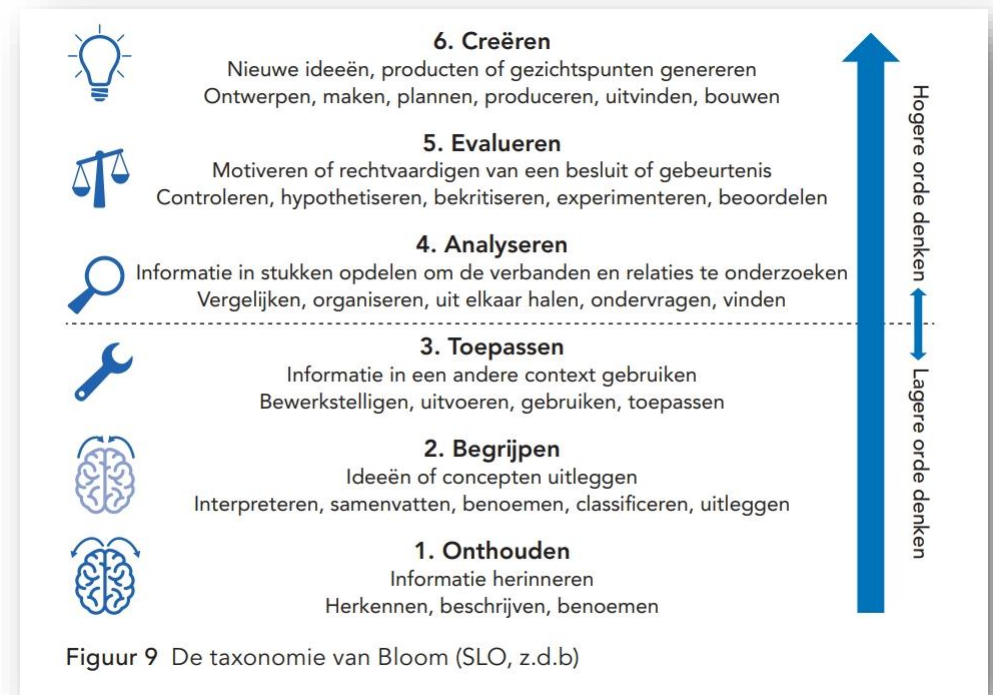 6. Creëren
Nieuwe ideeën, producten of gezichtspunten genereren
Ontwerpen, maken, plannen, produceren, uitvinden, bouwen
5. Evalueren
Motiveren of rechtvaardigen van een besluit of gebeurtenis
Controleren, hypothetiseren, bekritiseren, experimenteren, beoordelen
4. Analyseren
Informatie in stukken opdelen om de verbanden en relaties te onderzoeken
Vergelijken, organiseren, uit elkaar halen, ondervragen, vinden
3. Toepassen
Informatie in een andere context gebruiken
Bewerkstelligen, uitvoeren, gebruiken, toepassen
2. Begrijpen
Ideeën of concepten uitleggen
Interpreteren, samenvatten, benoemen, classificeren, uitleggen
1. Onthouden
Informatie herinneren
Herkennen, beschrijven, benoemen
Hogere orde denken
Lagere orde denken
Figuur 9 De taxonomie van Bloom (SLO, z.d.b)